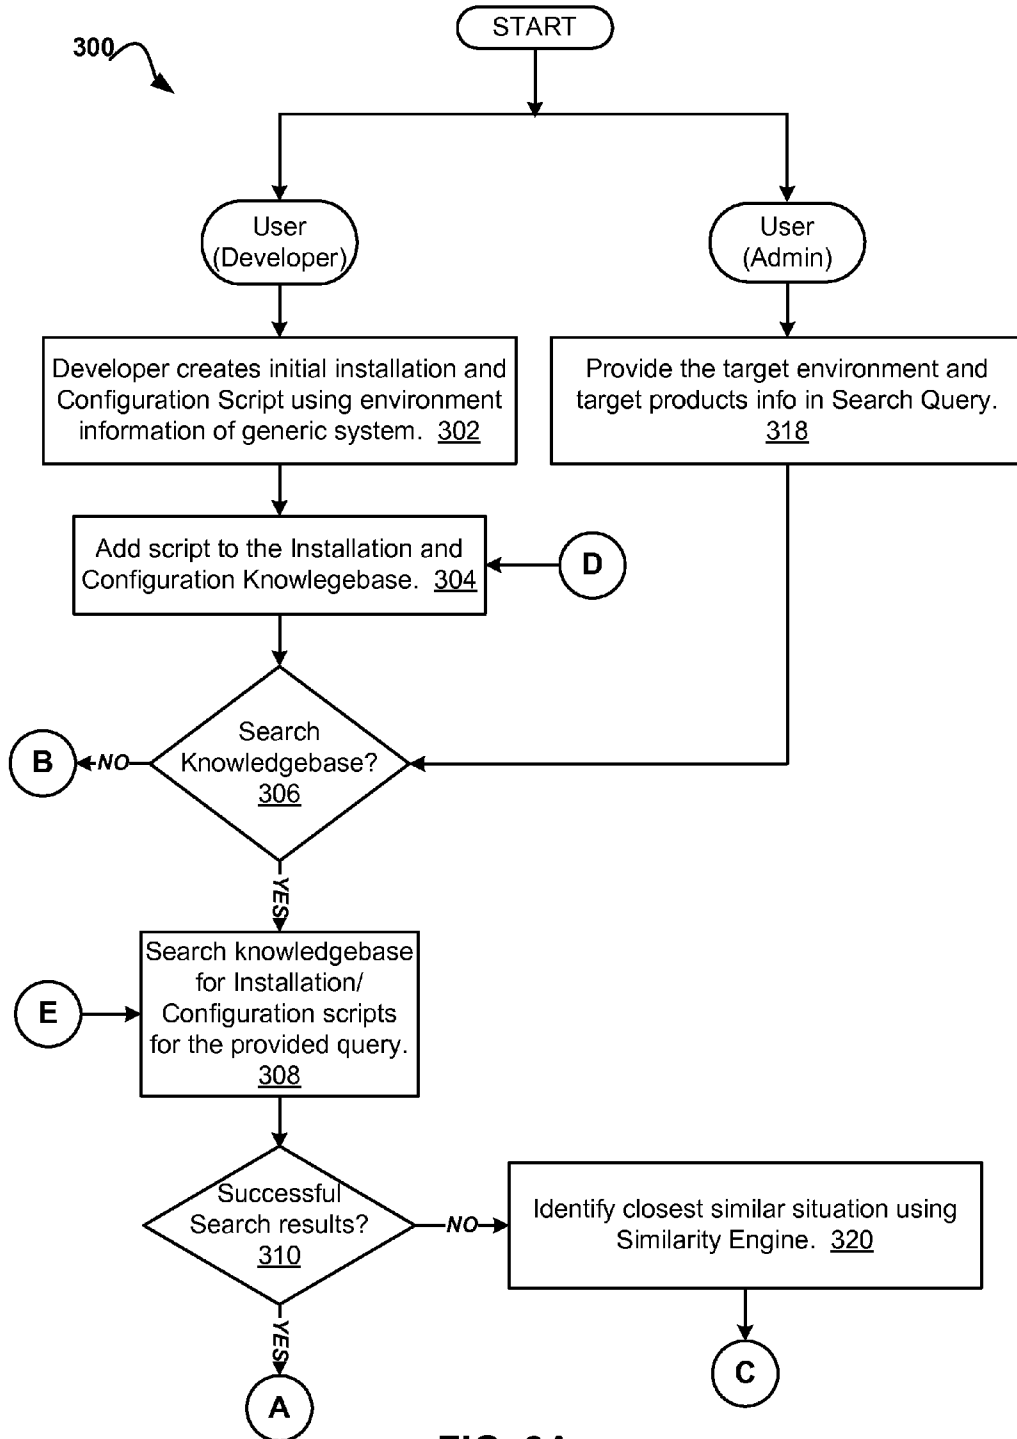 START
300
User
(Developer)
User
(Admin)
Developer creates initial installation and
Configuration Script using environment
information of generic system. 302
Provide the target environment and
target products info in Search Query.
318
Add script to the Installation and
Configuration Knowlegebase. 304
D
Search
Knowledgebase?
306
B
NO
YES
Search knowledgebase
for Installation/
Configuration scripts
for the provided query.
308
E
Successful
Search results?
310
NO
Identify closest similar situation using
Similarity Engine. 320
YES
C
A